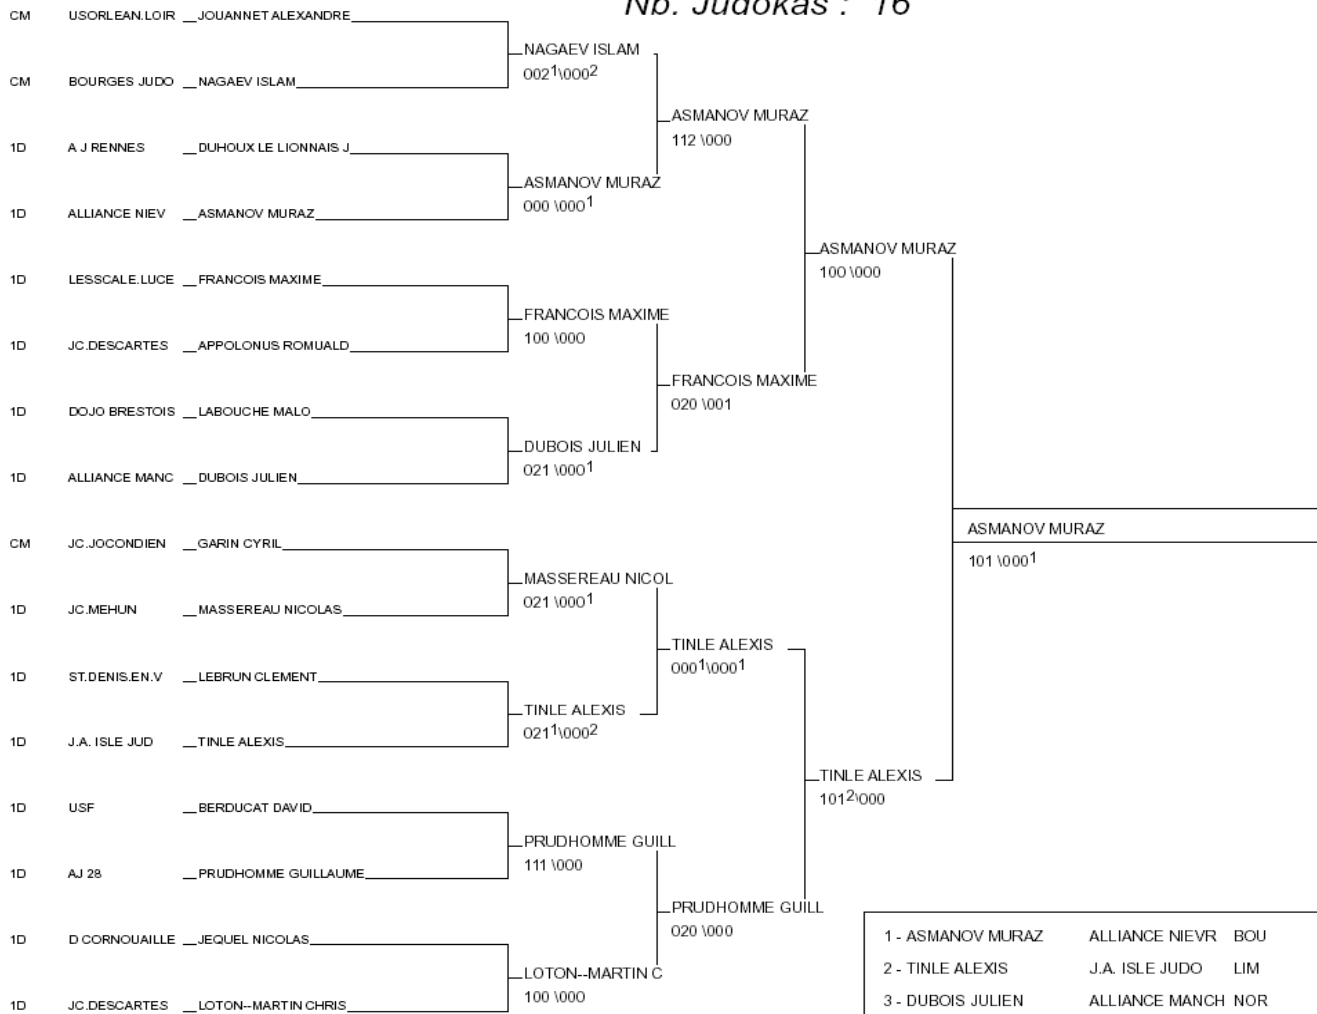 Nb. Judokas : 16
CM USORLEAN.LOIR JOUANNET ALEXANDRE
NAGAEV ISLAM
002¹\000²
CM BOURGES JUDO NAGAEV ISLAM
ASMANOV MURAZ
112 \000
1D A J RENNES DUHOUX LE LIONNAIS J
ASMANOV MURAZ
000 \000¹
1D ALLIANCE NIEV ASMANOV MURAZ
ASMANOV MURAZ
100 \000
1D LESSCALE.LUCE FRANCOIS MAXIME
FRANCOIS MAXIME
100 \000
1D JC.DESCARTES APPOLONUS ROMUALD
FRANCOIS MAXIME
020 \001
1D DOJO BRESTOIS LABOUCHE MALO
DUBOIS JULIEN
021 \000¹
1D ALLIANCE MANC DUBOIS JULIEN
ASMANOV MURAZ
101 \000¹
CM JC.JOCONDIEN GARIN CYRIL
MASSEREAU NICOL
021 \000¹
1D JC.MEHUN MASSEREAU NICOLAS
TINLE ALEXIS
000¹\000¹
1D ST.DENIS.EN.V LEBRUN CLEMENT
TINLE ALEXIS
021¹\000²
1D J.A. ISLE JUD TINLE ALEXIS
TINLE ALEXIS
101²\000
1D USF BERDUCAT DAVID
PRUDHOMME GUILL
111 \000
1D AJ 28 PRUDHOMME GUILLAUME
PRUDHOMME GUILL
020 \000
1D D CORNOUAILLE JEQUEL NICOLAS
LOTON--MARTIN C
100 \000
1D JC.DESCARTES LOTON--MARTIN CHRIS
1 - ASMANOV MURAZ ALLIANCE NIEVR BOU
2 - TINLE ALEXIS J.A. ISLE JUDO LIM
3 - DUBOIS JULIEN ALLIANCE MANCH NOR